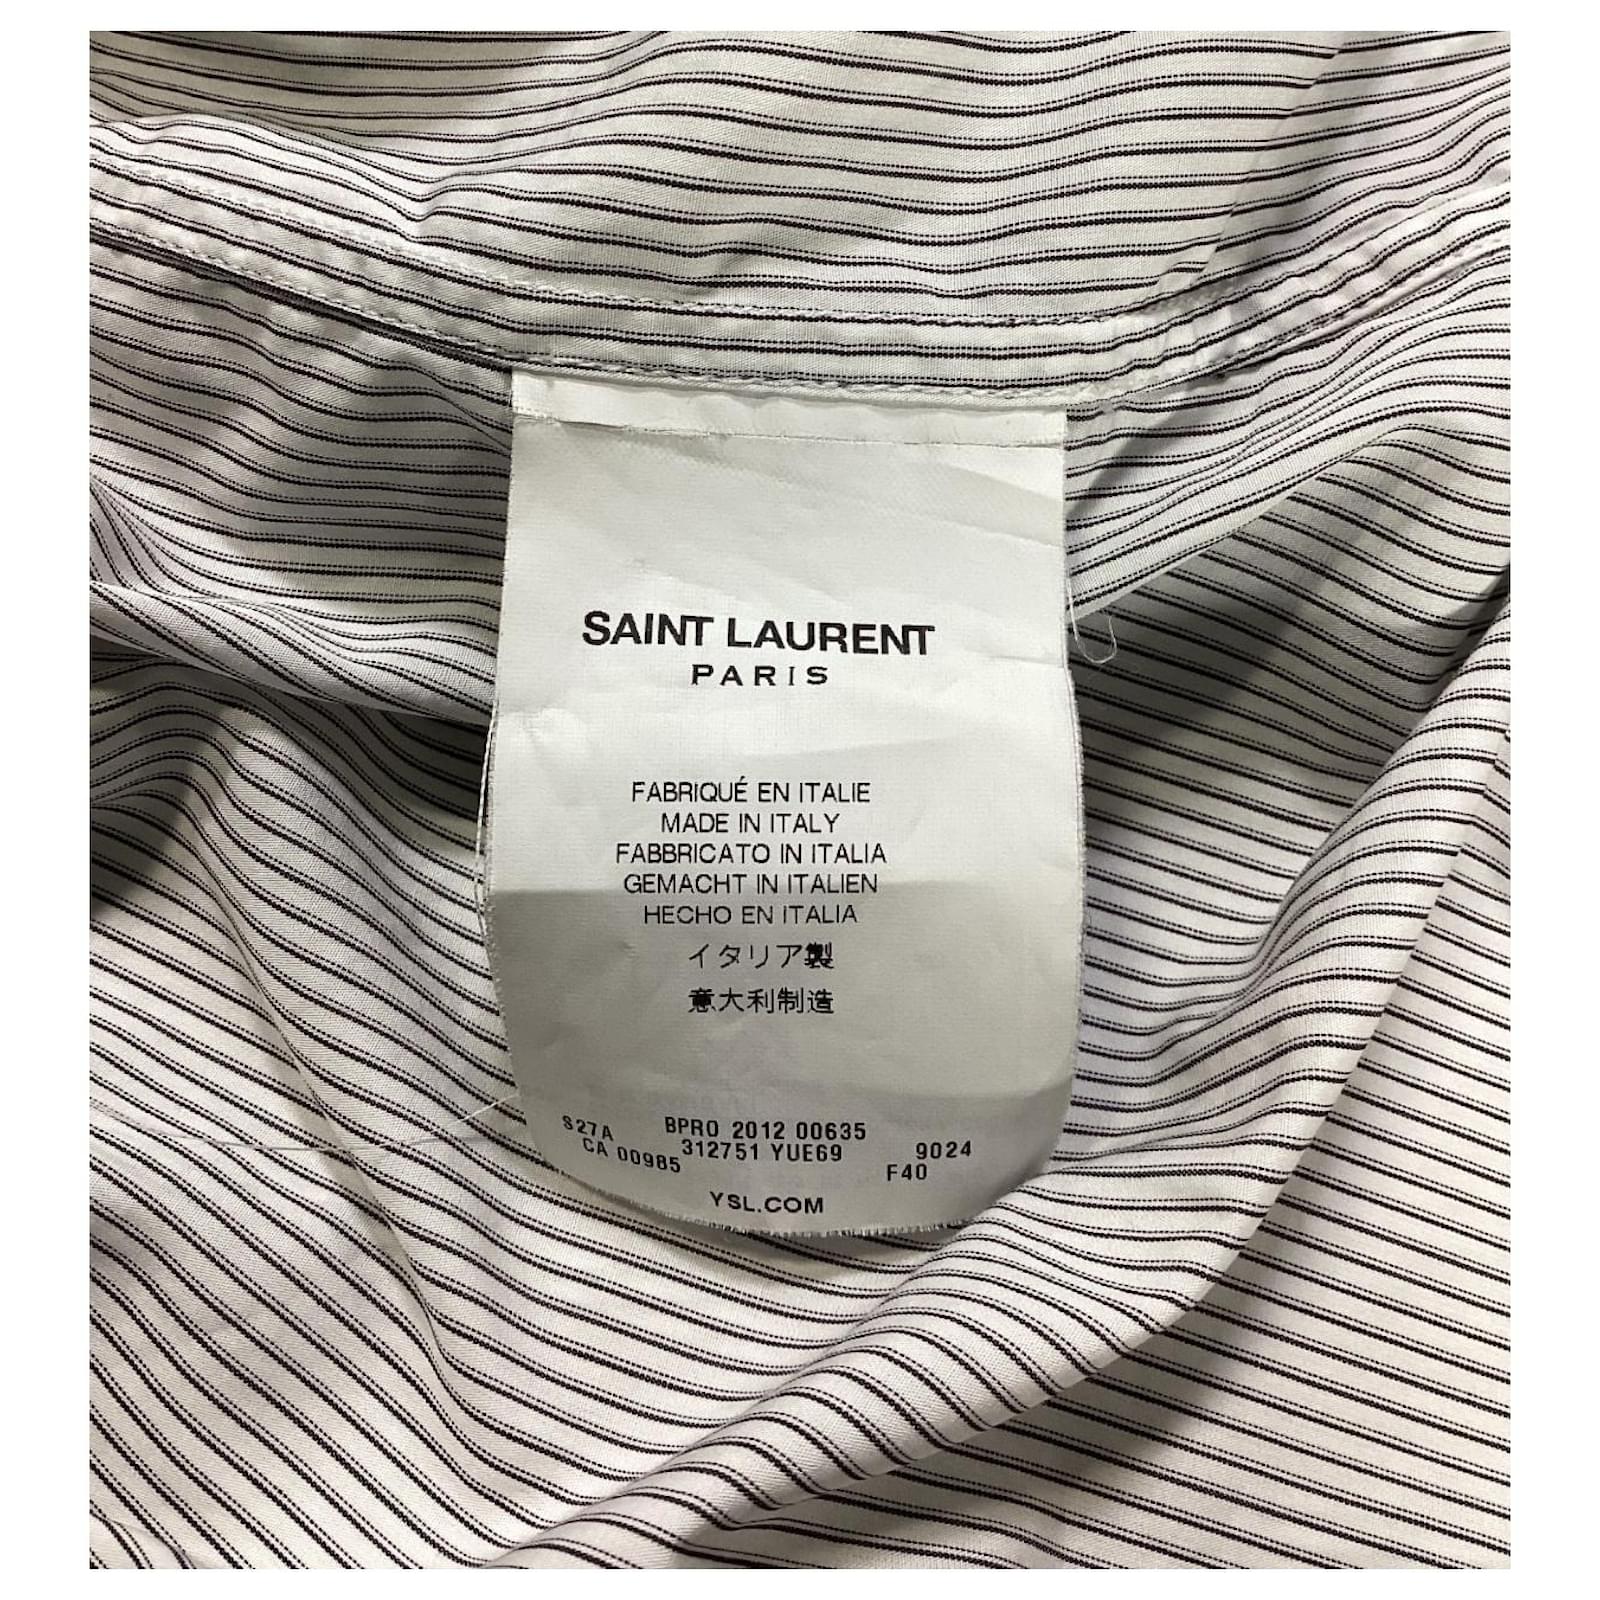 SAINT LAURENT
PARIS
FABRIQUÉ EN ITALIE
MADE IN ITALY
FABBRICATO IN ITALIA
GEMACHT IN ITALIEN
HECHO EN ITALIA
イタリア製
意大利制造
S27A BPRO 2012 00635
CA 00985 312751 YUE69 9024
F40
YSL.COM